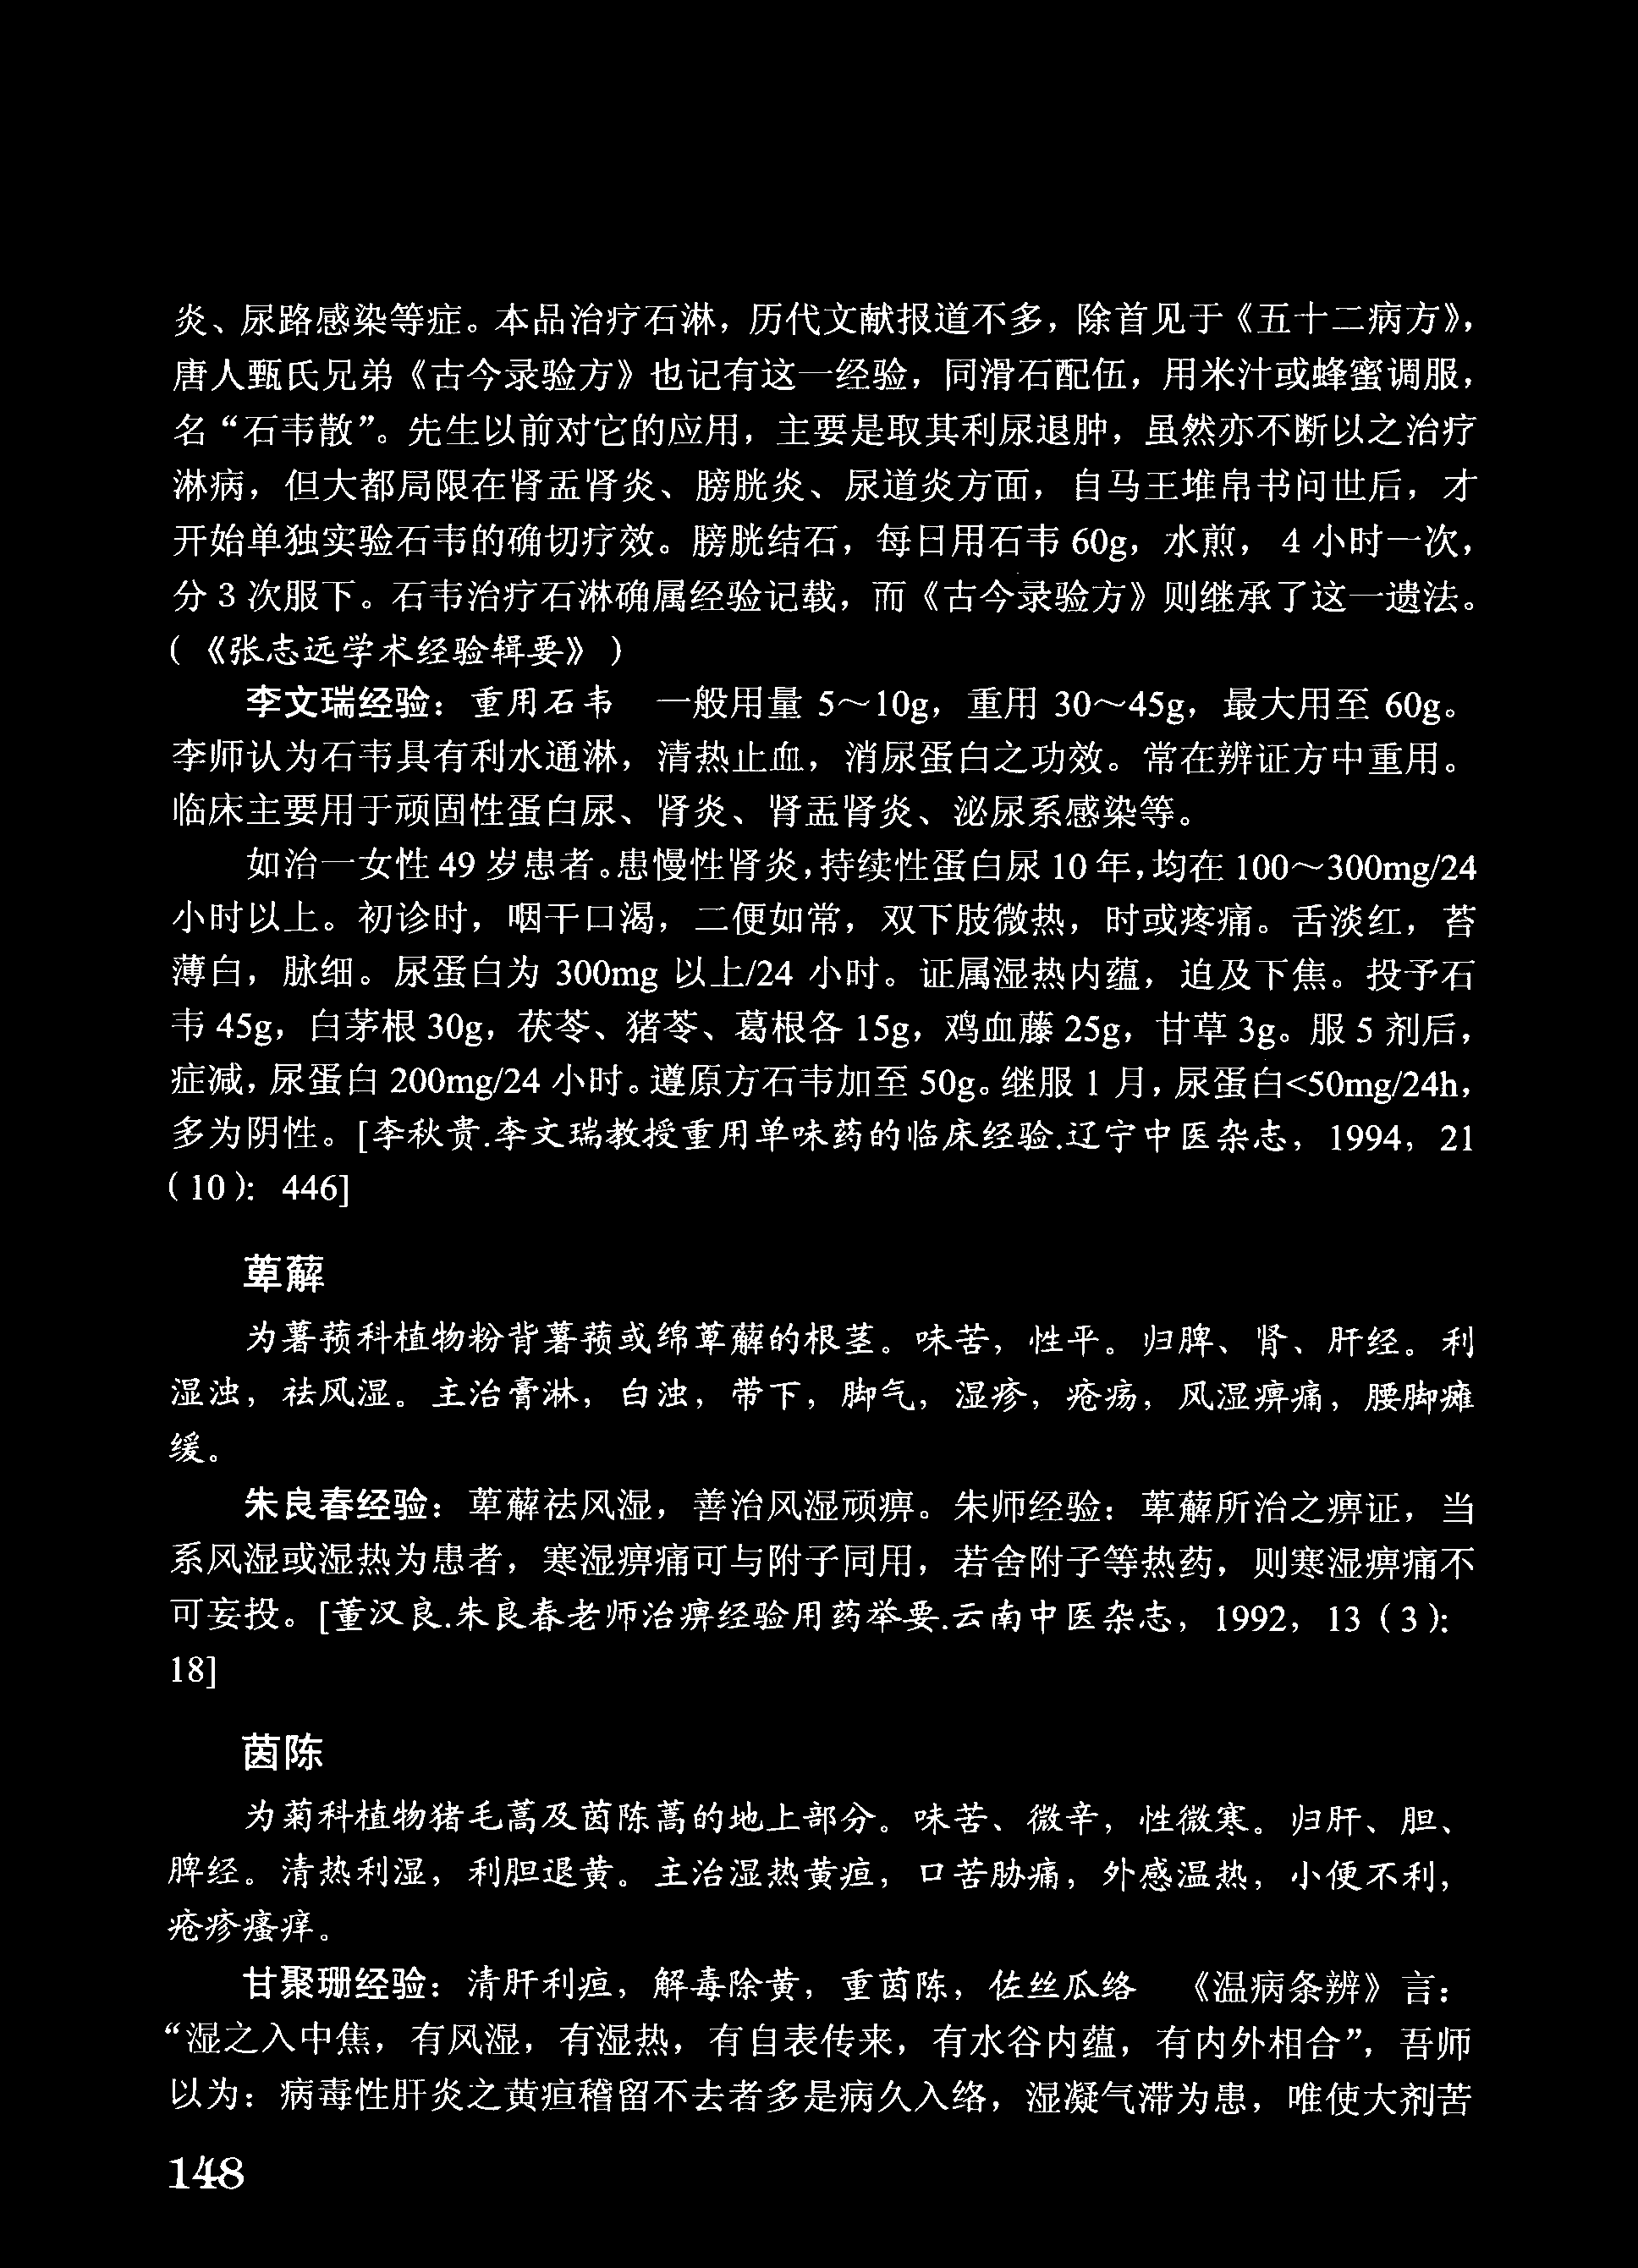 炎、尿路感染等症。本品治疗石淋，历代文献报道不多，除首见于《五十二病方》，
唐人甄氏兄弟《古今录验方》也记有这一经验，同滑石配伍，用米汁或蜂蜜调服，
名“石韦散”。先生以前对它的应用，主要是取其利尿退肿，虽然亦不断以之治疗
淋病，但大都局限在肾盂肾炎、膀胱炎、尿道炎方面，自马王堆帛书问世后，才
开始单独实验石韦的确切疗效。膀胱结石，每日用石韦 60g，水煎，4 小时一次，
分 3 次服下。石韦治疗石淋确属经验记载，而《古今录验方》则继承了这一遗法。
（《张志远学术经验辑要》）
李文瑞经验：重用石韦　一般用量 5～10g，重用 30～45g，最大用至 60g。
李师认为石韦具有利水通淋，清热止血，消尿蛋白之功效。常在辨证方中重用。
临床主要用于顽固性蛋白尿、肾炎、肾盂肾炎、泌尿系感染等。
如治一女性 49 岁患者。患慢性肾炎，持续性蛋白尿 10 年，均在 100～300mg/24
小时以上。初诊时，咽干口渴，二便如常，双下肢微热，时或疼痛。舌淡红，苔
薄白，脉细。尿蛋白为 300mg 以上/24 小时。证属湿热内蕴，迫及下焦。投予石
韦 45g，白茅根 30g，茯苓、猪苓、葛根各 15g，鸡血藤 25g，甘草 3g。服 5 剂后，
症减，尿蛋白 200mg/24 小时。遵原方石韦加至 50g。继服 1 月，尿蛋白<50mg/24h，
多为阴性。[李秋贵.李文瑞教授重用单味药的临床经验.辽宁中医杂志，1994，21
（10）：446]
萆薢
为薯蓣科植物粉背薯蓣或绵萆薢的根茎。味苦，性平。归脾、肾、肝经。利
湿浊，祛风湿。主治膏淋，白浊，带下，脚气，湿疹，疮疡，风湿痹痛，腰脚瘫
缓。
朱良春经验：萆薢祛风湿，善治风湿顽痹。朱师经验：萆薢所治之痹证，当
系风湿或湿热为患者，寒湿痹痛可与附子同用，若舍附子等热药，则寒湿痹痛不
可妄投。[董汉良.朱良春老师治痹经验用药举要.云南中医杂志，1992，13（3）：
18]
茵陈
为菊科植物猪毛蒿及茵陈蒿的地上部分。味苦、微辛，性微寒。归肝、胆、
脾经。清热利湿，利胆退黄。主治湿热黄疸，口苦胁痛，外感温热，小便不利，
疮疹瘙痒。
甘聚珊经验：清肝利疸，解毒除黄，重茵陈，佐丝瓜络　《温病条辨》言：
“湿之入中焦，有风湿，有湿热，有自表传来，有水谷内蕴，有内外相合”，吾师
以为：病毒性肝炎之黄疸稽留不去者多是病久入络，湿凝气滞为患，唯使大剂苦
148